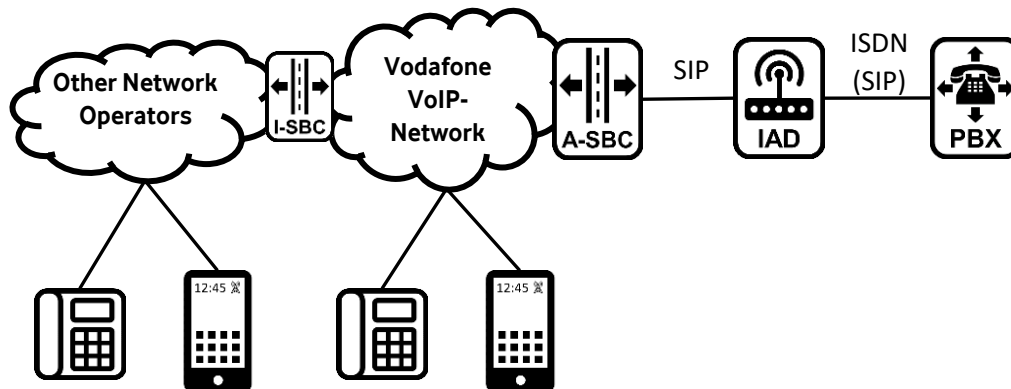 Other Network
Operators
I-SBC
Vodafone
VoIP-
Network
A-SBC
SIP
IAD
ISDN
(SIP)
PBX
12:45
12:45